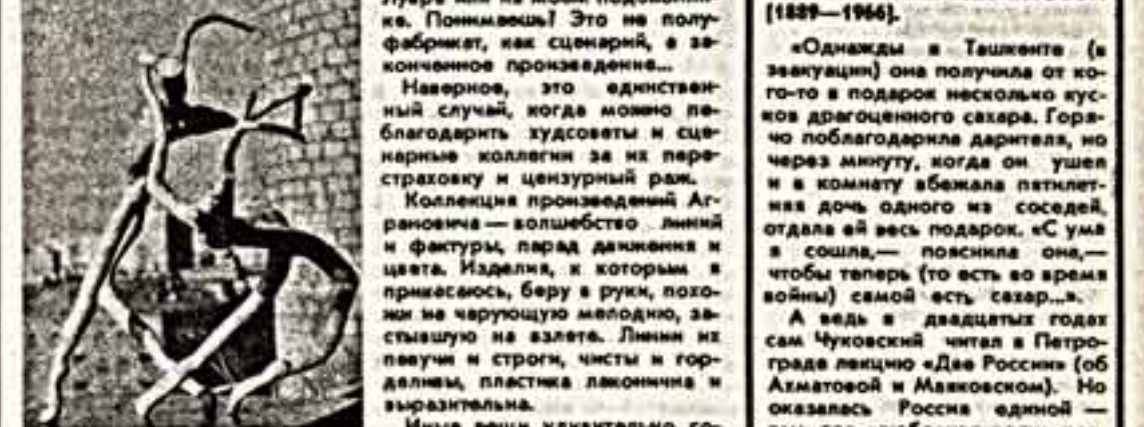 ке. Понимаешь! Это не полу-
фабрикат, как сценарий, а за-
конченное произведение...
Наверное, это единствен-
ный случай, когда можно по-
благодарить худсоветы и сце-
нарные коллегии за их пере-
страховку и цензурный раж.
Коллекция произведений Аг-
рановича — волшебство линий
и фактуры, парад движения и
цвета. Изделия, к которым я
прикасаюсь, беру в руки, похо-
жи на чарующую мелодию, за-
стывшую на взлете. Линии их
певучи и строги, чисты и гор-
деливы, пластика лаконична и
выразительна.
Иные вещи удивительно
[1889—1966].
«Однажды в Ташкенте (в
эвакуации) она получила от ко-
го-то в подарок несколько кус-
ков драгоценного сахара. Горя-
чо поблагодарила дарителя, но
через минуту, когда он ушел
и в комнату вбежала пятилет-
няя дочь одного из соседей,
отдала ей весь подарок. «С ума
я сошла,— пояснила она,—
чтобы теперь (то есть во время
войны) самой есть сахар...».
А ведь в двадцатых годах
сам Чуковский читал в Петро-
граде лекцию «Две России» (об
Ахматовой и Маяковском). Но
оказалась Россия единой —